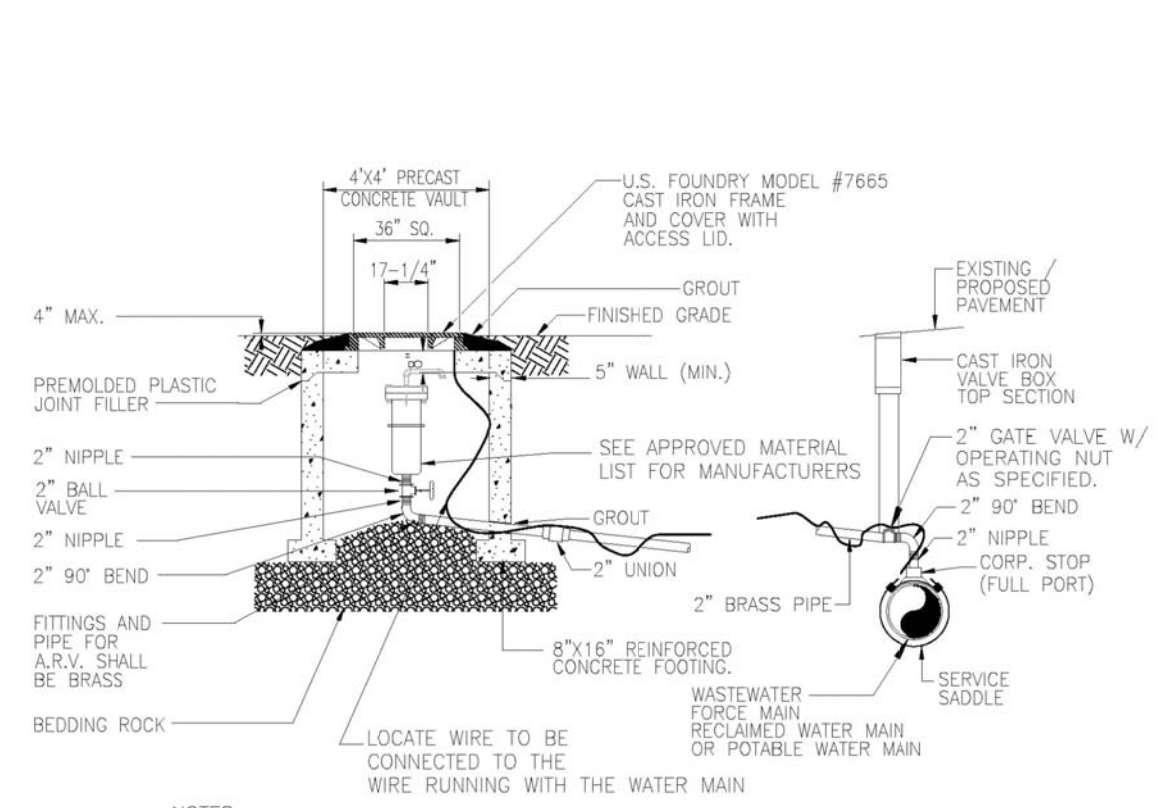 4'X4' PRECAST
CONCRETE VAULT
36" SQ.
17-1/4"
U.S. FOUNDRY MODEL #7665
CAST IRON FRAME
AND COVER WITH
ACCESS LID.
GROUT
FINISHED GRADE
4" MAX.
PREMOLDED PLASTIC
JOINT FILLER
5" WALL (MIN.)
2" NIPPLE
2" BALL
VALVE
2" NIPPLE
2" 90° BEND
FITTINGS AND
PIPE FOR
A.R.V. SHALL
BE BRASS
BEDDING ROCK
SEE APPROVED MATERIAL
LIST FOR MANUFACTURERS
GROUT
2" UNION
8"X16" REINFORCED
CONCRETE FOOTING.
LOCATE WIRE TO BE
CONNECTED TO THE
WIRE RUNNING WITH THE WATER MAIN
EXISTING/
PROPOSED
PAVEMENT
CAST IRON
VALVE BOX
TOP SECTION
2" GATE VALVE W/
OPERATING NUT
AS SPECIFIED.
2" 90° BEND
2" NIPPLE
CORP. STOP
(FULL PORT)
2" BRASS PIPE
SERVICE
SADDLE
WASTEWATER
FORCE MAIN
RECLAIMED WATER MAIN
OR POTABLE WATER MAIN